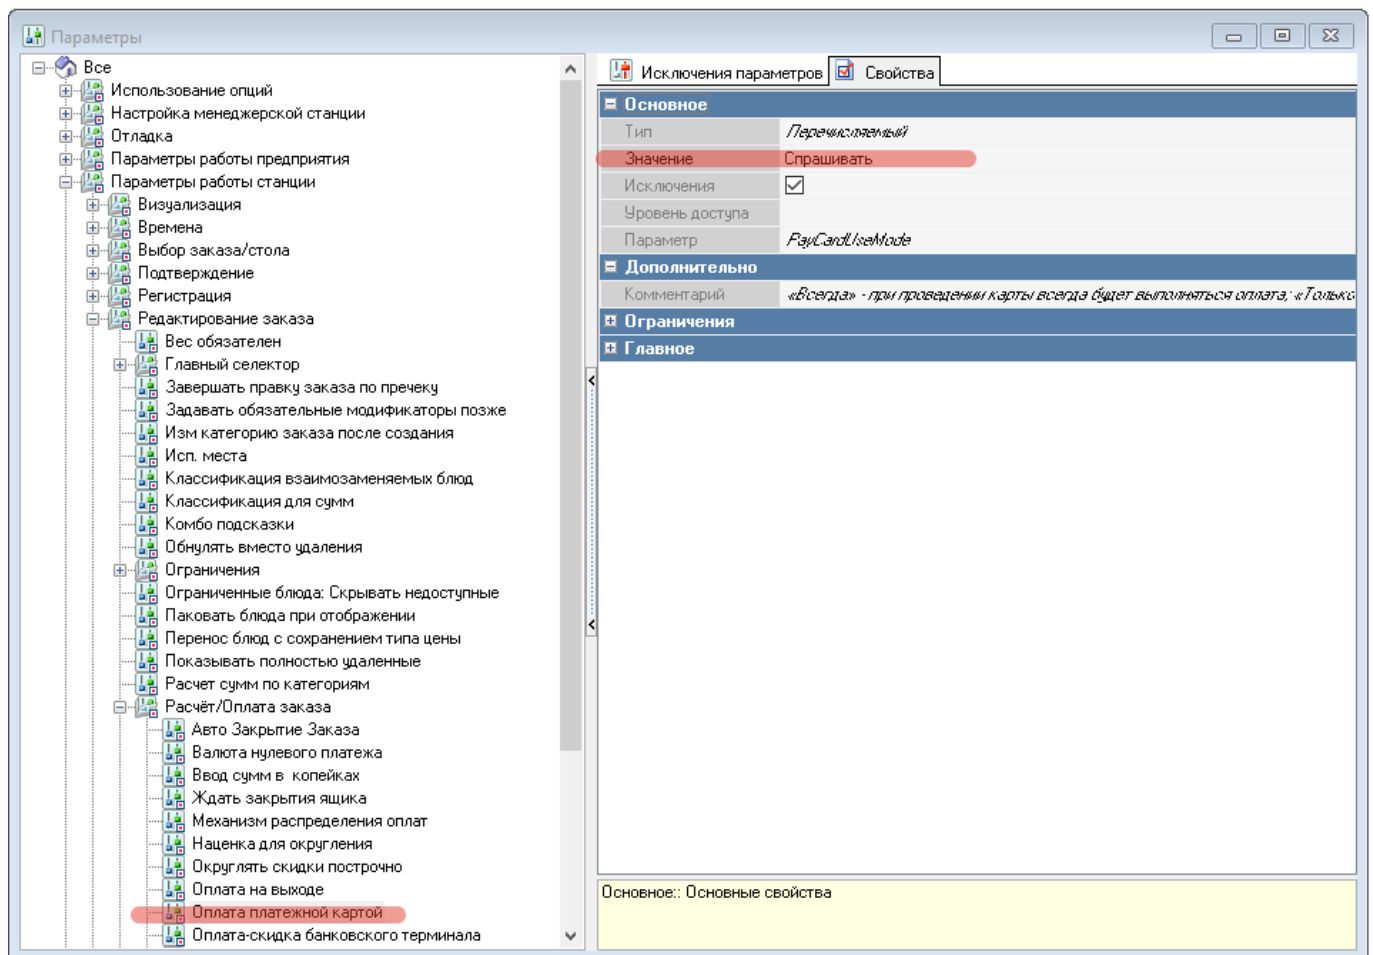 Параметры
Все
Использование опций
Настройка менеджерской станции
Отладка
Параметры работы предприятия
Параметры работы станции
Визуализация
Времена
Выбор заказа/стола
Подтверждение
Регистрация
Редактирование заказа
Вес обязателен
Главный селектор
Завершать правку заказа по пречеку
Задавать обязательные модификаторы позже
Изм категорию заказа после создания
Исп. места
Классификация взаимозаменяемых блюд
Классификация для сумм
Комбо подсказки
Обнулять вместо удаления
Ограничения
Ограниченные блюда: Скрывать недоступные
Паковать блюда при отображении
Перенос блюд с сохранением типа цены
Показывать полностью удаленные
Расчет сумм по категориям
Расчёт/Оплата заказа
Авто Закрытие Заказа
Валюта нулевого платежа
Ввод сумм в копейках
Ждать закрытия ящика
Механизм распределения оплат
Наценка для округления
Округлять скидки построчно
Оплата на выходе
Оплата платежной картой
Оплата-скидка банковского терминала
Исключения параметров Свойства
Основное
Тип Перечисляемый
Значение Спрашивать
Исключения
Уровень доступа
Параметр PayCardUseMode
Дополнительно
Комментарий «Всегда» - при проведении карты всегда будет выполняться оплата; «Только
Ограничения
Главное
Основное:: Основные свойства